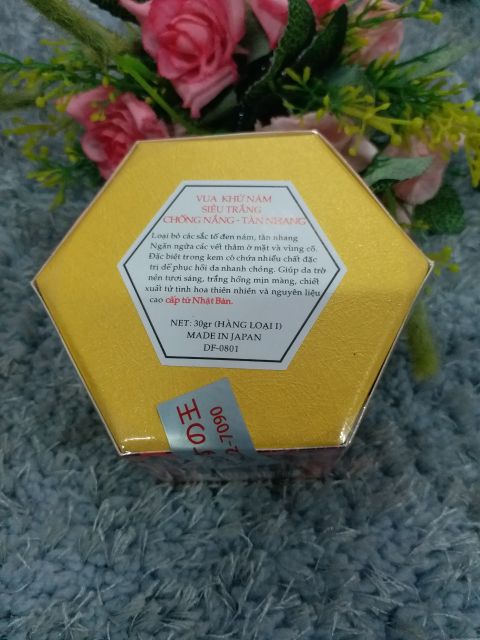 VUA KHỬ NÁM
SIÊU TRẮNG
CHỐNG NẮNG - TÀN NHANG
Loại bỏ các sắc tố đen nám, tàn nhang
Ngăn ngừa các vết thâm ở mặt và vùng cổ.
Đặc biệt trong kem có chứa nhiều chất đặc
trị để phục hồi da nhanh chóng. Giúp da trở
nên tươi sáng, trắng hồng mịn màng, chiết
xuất từ tinh hoa thiên nhiên và nguyên liệu
cao cấp từ Nhật Bản.
NET: 30gr (HÀNG LOẠI I)
MADE IN JAPAN
DF-0801
2-7090